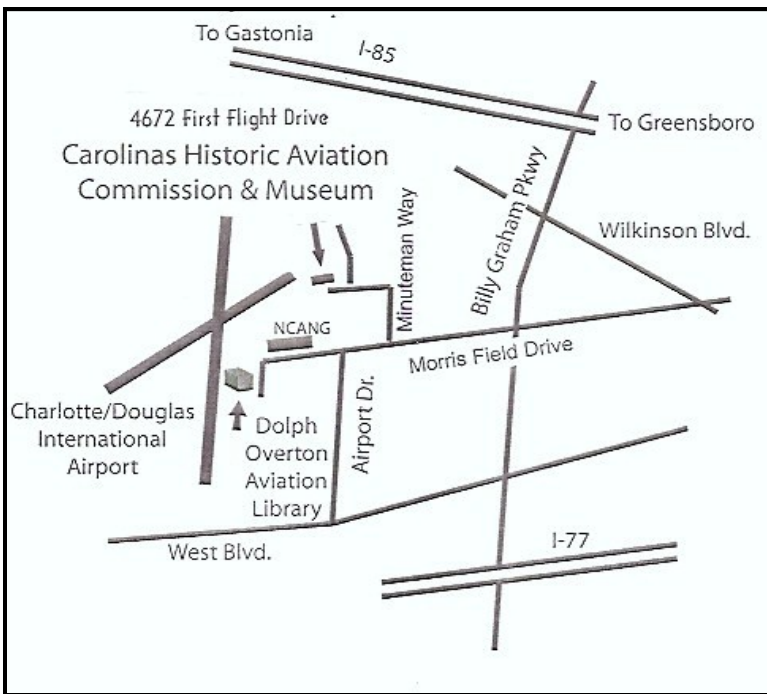 To Gastonia
I-85
To Greensboro
4672 First Flight Drive
Carolinas Historic Aviation
Commission & Museum
Billy Graham Pkwy
Minuteman Way
Wilkinson Blvd.
NCANG
Morris Field Drive
Charlotte/Douglas
International
Airport
Dolph
Overton
Aviation
Library
Airport Dr.
West Blvd.
I-77